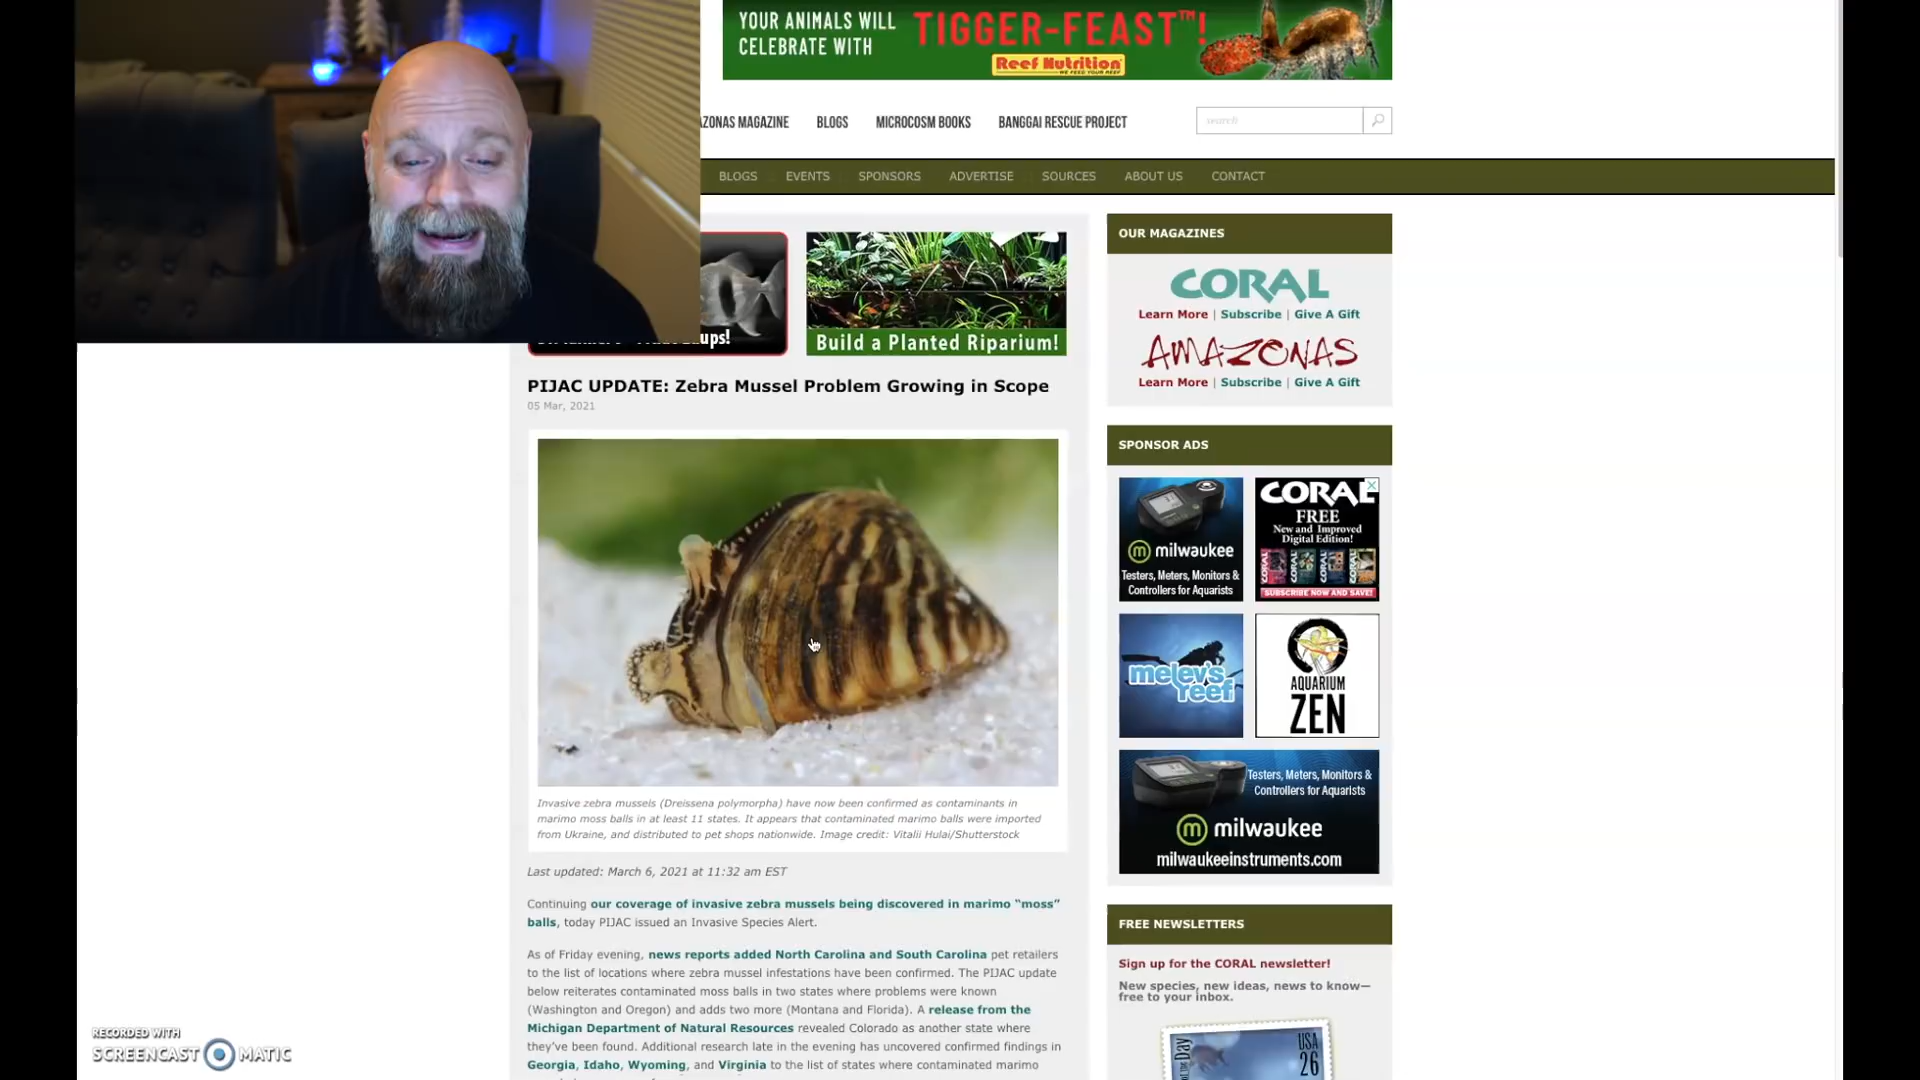 YOUR ANIMALS WILL
CELEBRATE WITH
TIGGER-FEAST™!
Reef Nutrition
WE FEED YOUR REEF
AZONAS MAGAZINE BLOGS MICROCOSM BOOKS BANGGAI RESCUE PROJECT
search
BLOGS EVENTS SPONSORS ADVERTISE SOURCES ABOUT US CONTACT
ups!
Build a Planted Riparium!
PIJAC UPDATE: Zebra Mussel Problem Growing in Scope
05 Mar, 2021
Invasive zebra mussels (Dreissena polymorpha) have now been confirmed as contaminants in
marimo moss balls in at least 11 states. It appears that contaminated marimo balls were imported
from Ukraine, and distributed to pet shops nationwide. Image credit: Vitalii Hulai/Shutterstock
Last updated: March 6, 2021 at 11:32 am EST
Continuing our coverage of invasive zebra mussels being discovered in marimo “moss”
balls, today PIJAC issued an Invasive Species Alert.
As of Friday evening, news reports added North Carolina and South Carolina pet retailers
to the list of locations where zebra mussel infestations have been confirmed. The PIJAC update
below reiterates contaminated moss balls in two states where problems were known
(Washington and Oregon) and adds two more (Montana and Florida). A release from the
Michigan Department of Natural Resources revealed Colorado as another state where
they’ve been found. Additional research late in the evening has uncovered confirmed findings in
Georgia, Idaho, Wyoming, and Virginia to the list of states where contaminated marimo
OUR MAGAZINES
CORAL
Learn More | Subscribe | Give A Gift
AMAZONAS
Learn More | Subscribe | Give A Gift
SPONSOR ADS
milwaukee
Testers, Meters, Monitors &
Controllers for Aquarists
CORAL
FREE
New and Improved
Digital Edition!
CORAL
SUBSCRIBE NOW AND SAVE!
melev's
reef
AQUARIUM
ZEN
Testers, Meters, Monitors &
Controllers for Aquarists
milwaukee
milwaukeeinstruments.com
FREE NEWSLETTERS
Sign up for the CORAL newsletter!
New species, new ideas, news to know—
free to your inbox.
of the Day
USA
26
RECORDED WITH
SCREENCAST MATIC